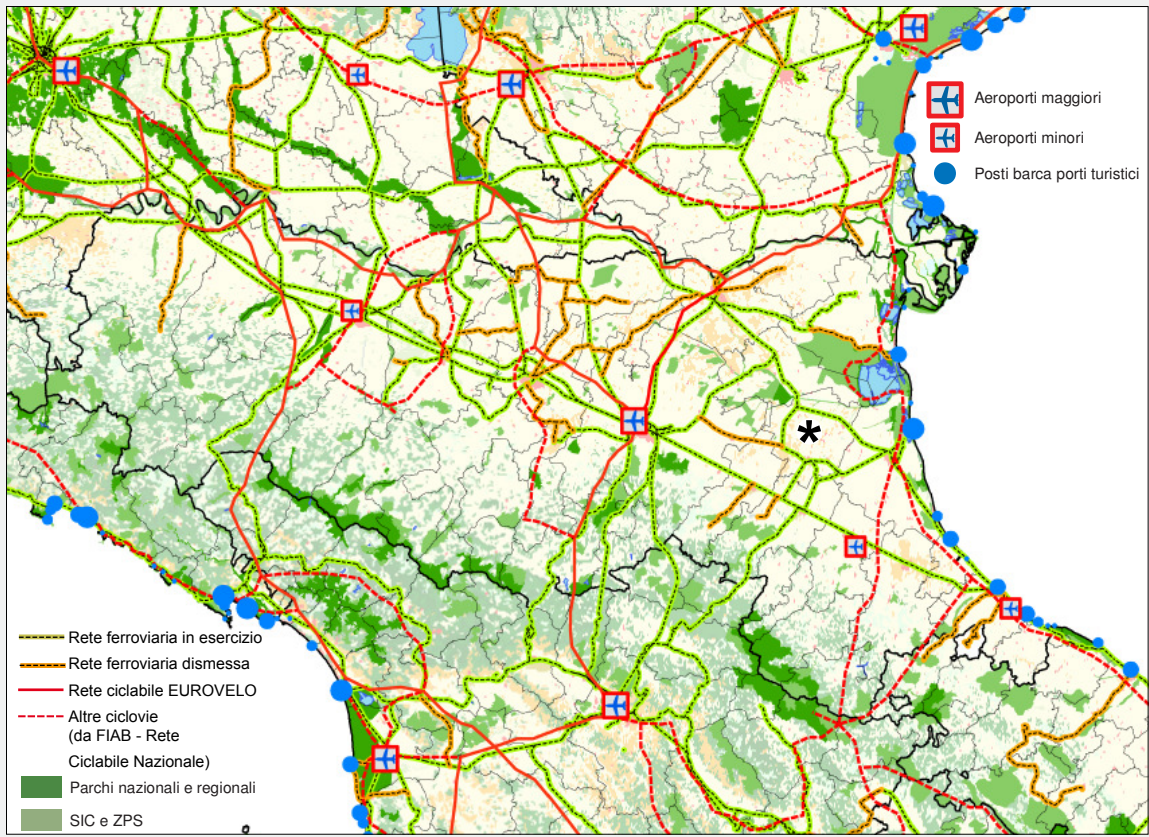 Aeroporti maggiori
Aeroporti minori
Posti barca porti turistici
*
Rete ferroviaria in esercizio
Rete ferroviaria dismessa
Rete ciclabile EUROVELO
Altre ciclovie
(da FIAB - Rete
Ciclabile Nazionale)
Parchi nazionali e regionali
SIC e ZPS